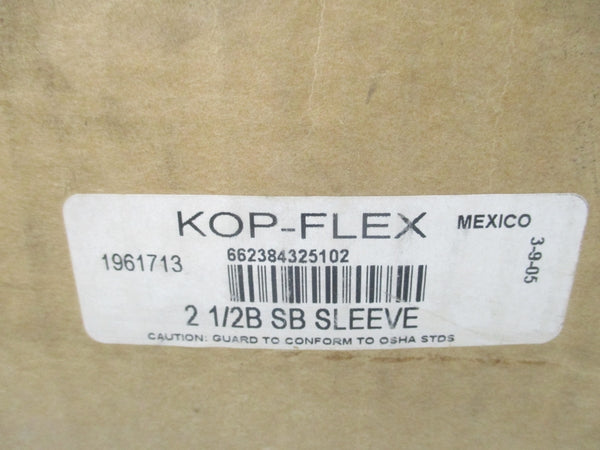 KOP-FLEX MEXICO
1961713
662384325102
3-9-05
2 1/2B SB SLEEVE
CAUTION: GUARD TO CONFORM TO OSHA STDS